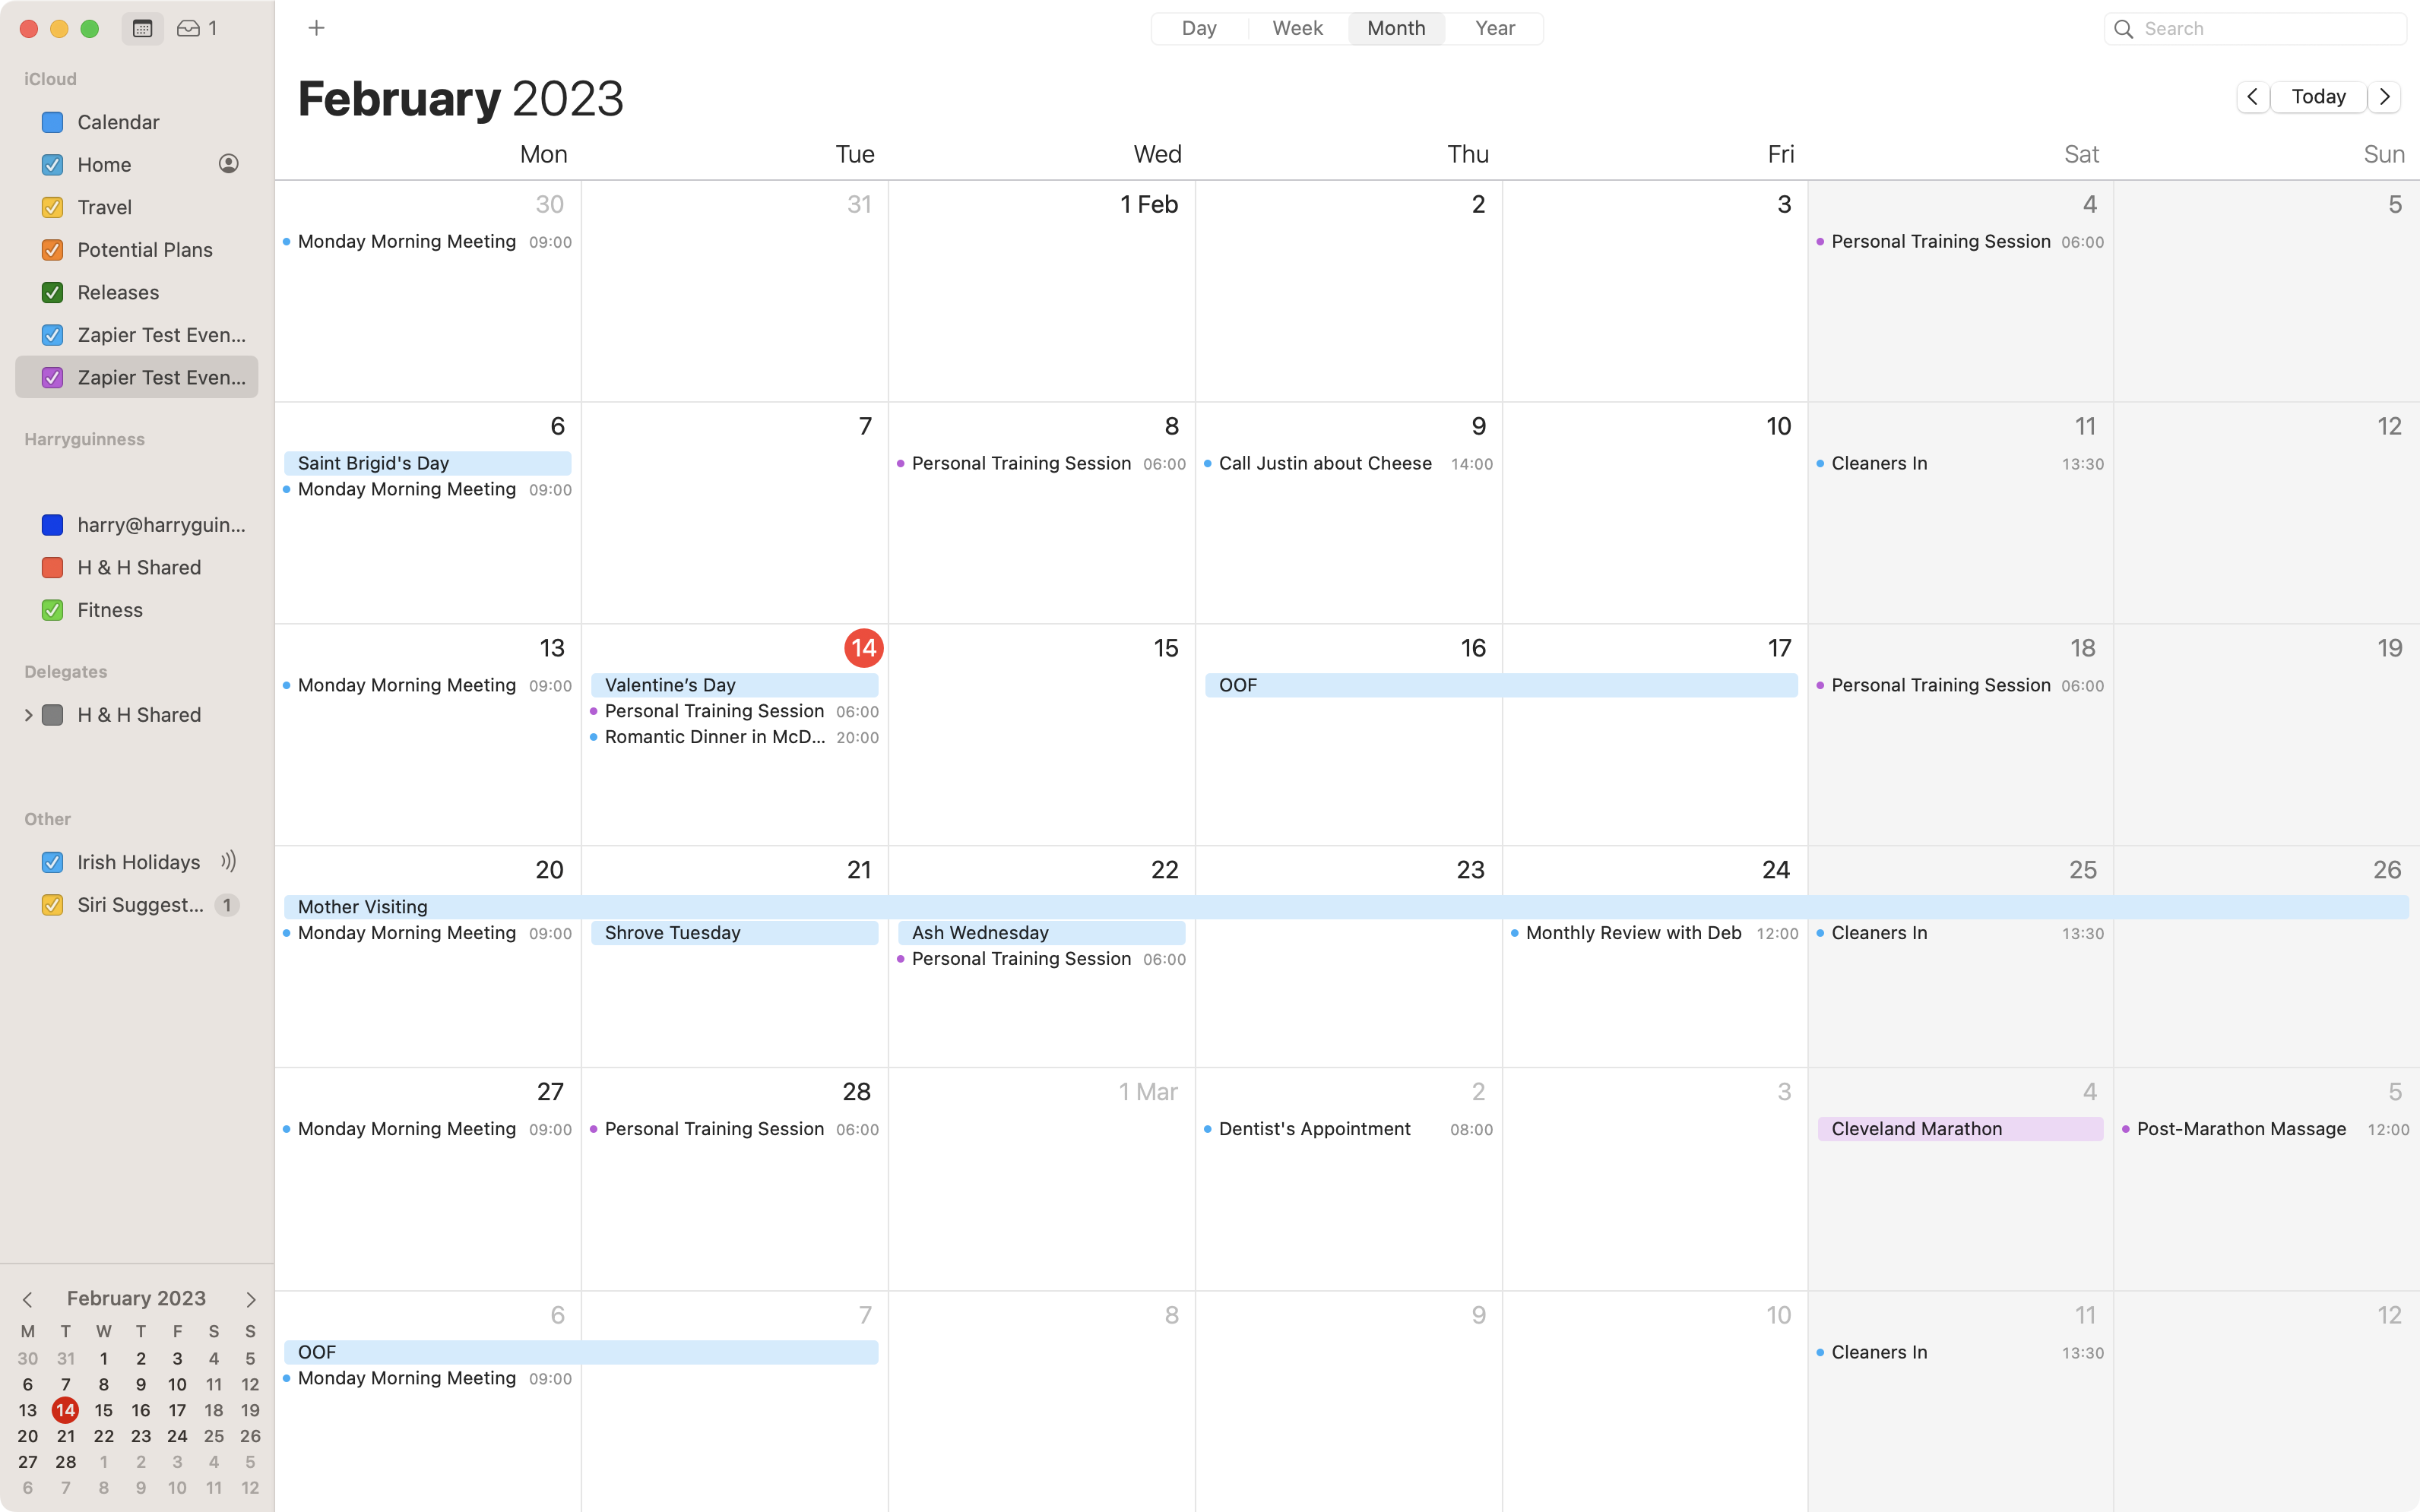 1
Day Week Month Year
Search
iCloud
Calendar
Home
Travel
Potential Plans
Releases
Zapier Test Even...
Zapier Test Even...
Harryguinness
harry@harryguin...
H & H Shared
Fitness
Delegates
H & H Shared
Other
Irish Holidays
Siri Suggest... 1
February 2023
M T W T F S S
30 31 1 2 3 4 5
6 7 8 9 10 11 12
13 14 15 16 17 18 19
20 21 22 23 24 25 26
27 28 1 2 3 4 5
6 7 8 9 10 11 12
February 2023
Today
Mon Tue Wed Thu Fri Sat Sun
30 31 1 Feb 2 3 4 5
Monday Morning Meeting 09:00 Personal Training Session 06:00
6 7 8 9 10 11 12
Saint Brigid's Day Personal Training Session 06:00 Call Justin about Cheese 14:00 Cleaners In 13:30
Monday Morning Meeting 09:00
13 14 15 16 17 18 19
Monday Morning Meeting 09:00 Valentine’s Day OOF Personal Training Session 06:00
Personal Training Session 06:00
Romantic Dinner in McD... 20:00
20 21 22 23 24 25 26
Mother Visiting
Monday Morning Meeting 09:00 Shrove Tuesday Ash Wednesday Monthly Review with Deb 12:00 Cleaners In 13:30
Personal Training Session 06:00
27 28 1 Mar 2 3 4 5
Monday Morning Meeting 09:00 Personal Training Session 06:00 Dentist's Appointment 08:00 Cleveland Marathon Post-Marathon Massage 12:00
6 7 8 9 10 11 12
OOF Cleaners In 13:30
Monday Morning Meeting 09:00